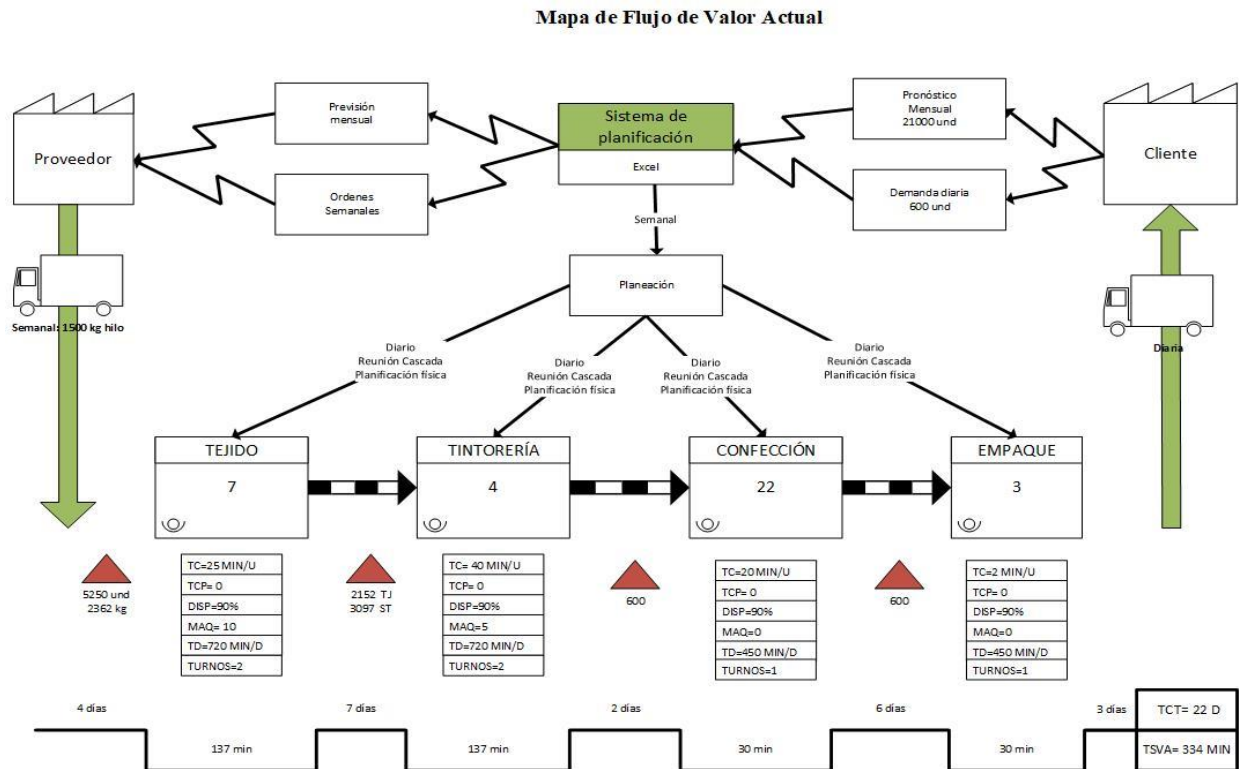 Mapa de Flujo de Valor Actual
Proveedor
Previsión
mensual
Ordenes
Semanales
Sistema de
planificación
Excel
Pronóstico
Mensual
21000 und
Demanda diaria
600 und
Cliente
Semanal
Planeación
Semanal: 1500 kg hilo
Diaria
Diario
Reunión Cascada
Planificación física
Diario
Reunión Cascada
Planificación física
Diario
Reunión Cascada
Planificación física
Diario
Reunión Cascada
Planificación física
TEJIDO
7
TINTORERÍA
4
CONFECCIÓN
22
EMPAQUE
3
5250 und
2362 kg
TC=25 MIN/U
TCP= 0
DISP=90%
MAQ= 10
TD=720 MIN/D
TURNOS=2
2152 TJ
3097 ST
TC= 40 MIN/U
TCP= 0
DISP=90%
MAQ=5
TD=720 MIN/D
TURNOS=2
600
TC=20 MIN/U
TCP= 0
DISP=90%
MAQ=0
TD=450 MIN/D
TURNOS=1
600
TC=2 MIN/U
TCP= 0
DISP=90%
MAQ=0
TD=450 MIN/D
TURNOS=1
4 días
137 min
7 días
137 min
2 días
30 min
6 días
30 min
3 días
TCT= 22 D
TSVA= 334 MIN